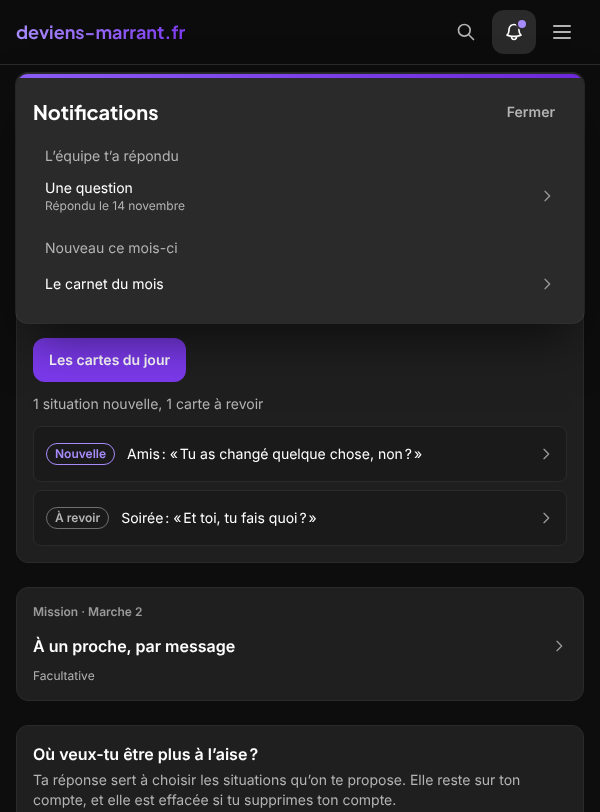 deviens-marrant.fr
Notifications
Fermer
L’équipe t’a répondu
Une question
Répondu le 14 novembre
Nouveau ce mois-ci
Le carnet du mois
Les cartes du jour
1 situation nouvelle, 1 carte à revoir
Nouvelle
Amis : « Tu as changé quelque chose, non ? »
À revoir
Soirée : « Et toi, tu fais quoi ? »
Mission · Marche 2
À un proche, par message
Facultative
Où veux-tu être plus à l’aise ?
Ta réponse sert à choisir les situations qu’on te propose. Elle reste sur ton
compte, et elle est effacée si tu supprimes ton compte.